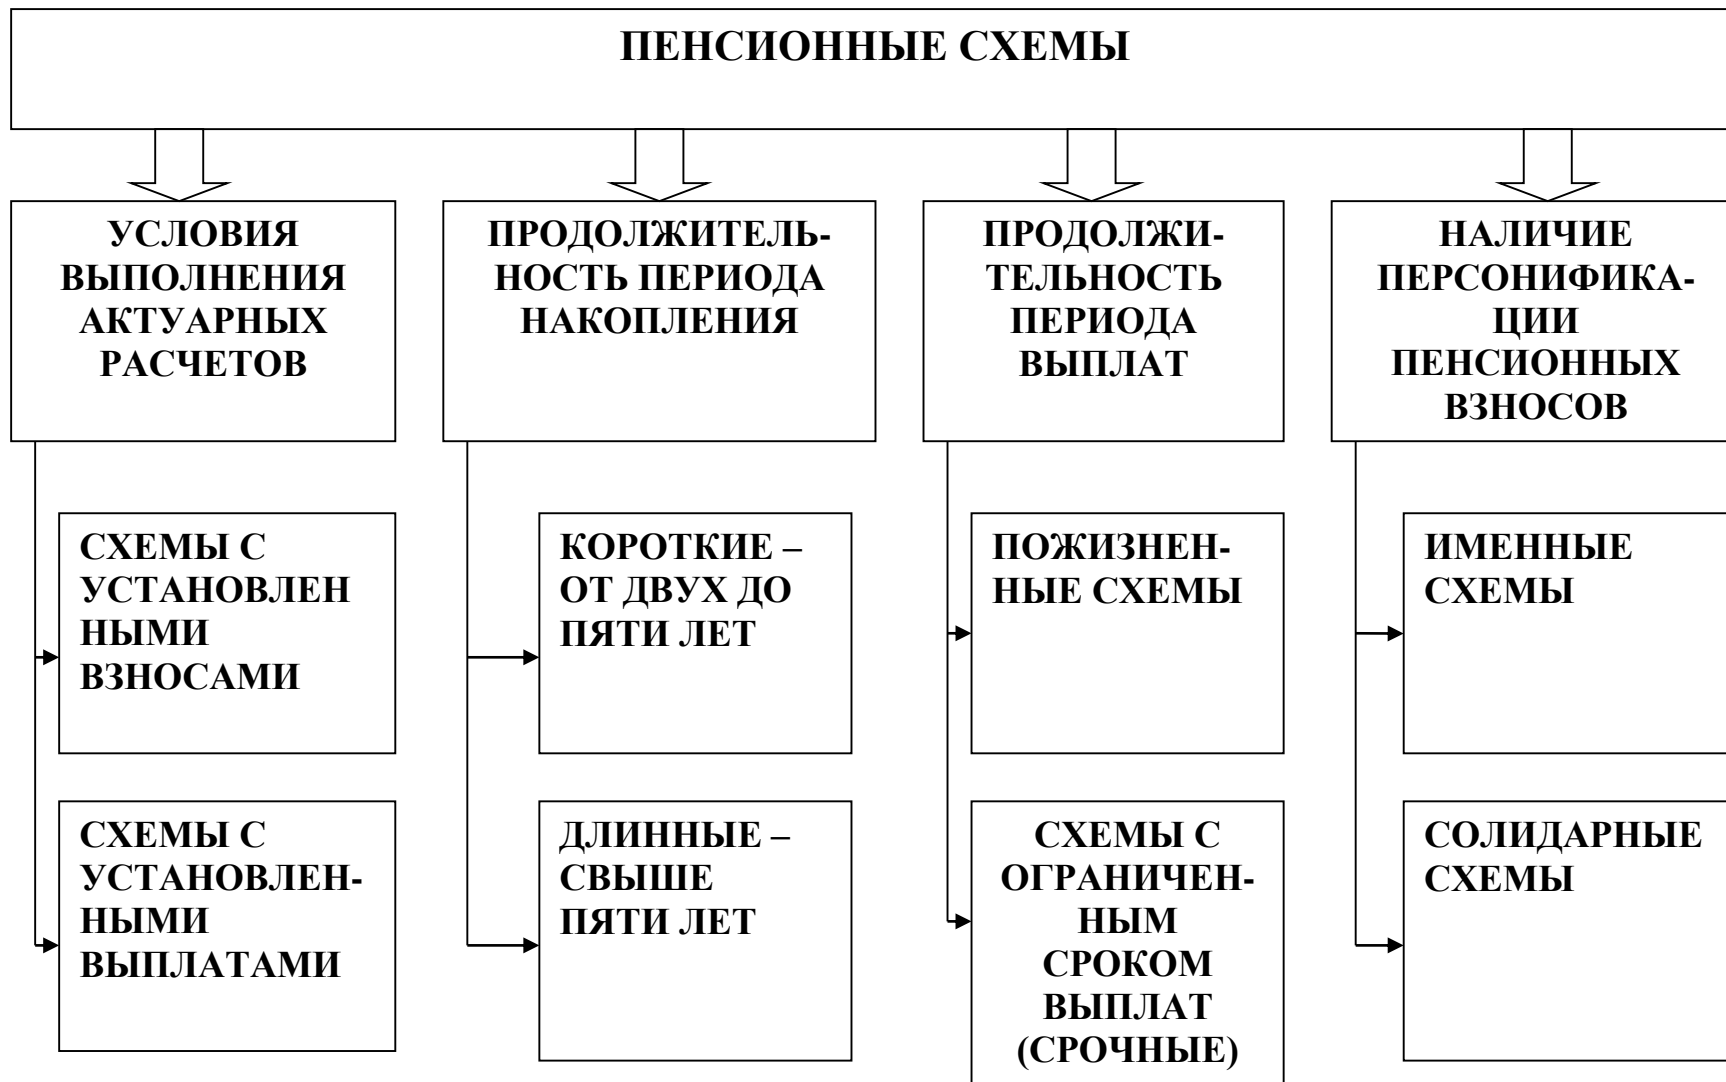 ПЕНСИОННЫЕ СХЕМЫ
УСЛОВИЯ
ВЫПОЛНЕНИЯ
АКТУАРНЫХ
РАСЧЕТОВ
ПРОДОЛЖИТЕЛЬ-
НОСТЬ ПЕРИОДА
НАКОПЛЕНИЯ
ПРОДОЛЖИ-
ТЕЛЬНОСТЬ
ПЕРИОДА
ВЫПЛАТ
НАЛИЧИЕ
ПЕРСОНИФИКА-
ЦИИ
ПЕНСИОННЫХ
ВЗНОСОВ
СХЕМЫ С
УСТАНОВЛЕН
НЫМИ
ВЗНОСАМИ
КОРОТКИЕ –
ОТ ДВУХ ДО
ПЯТИ ЛЕТ
ПОЖИЗНЕН-
НЫЕ СХЕМЫ
ИМЕННЫЕ
СХЕМЫ
СХЕМЫ С
УСТАНОВЛЕН-
НЫМИ
ВЫПЛАТАМИ
ДЛИННЫЕ –
СВЫШЕ
ПЯТИ ЛЕТ
СХЕМЫ С
ОГРАНИЧЕН-
НЫМ
СРОКОМ
ВЫПЛАТ
(СРОЧНЫЕ)
СОЛИДАРНЫЕ
СХЕМЫ